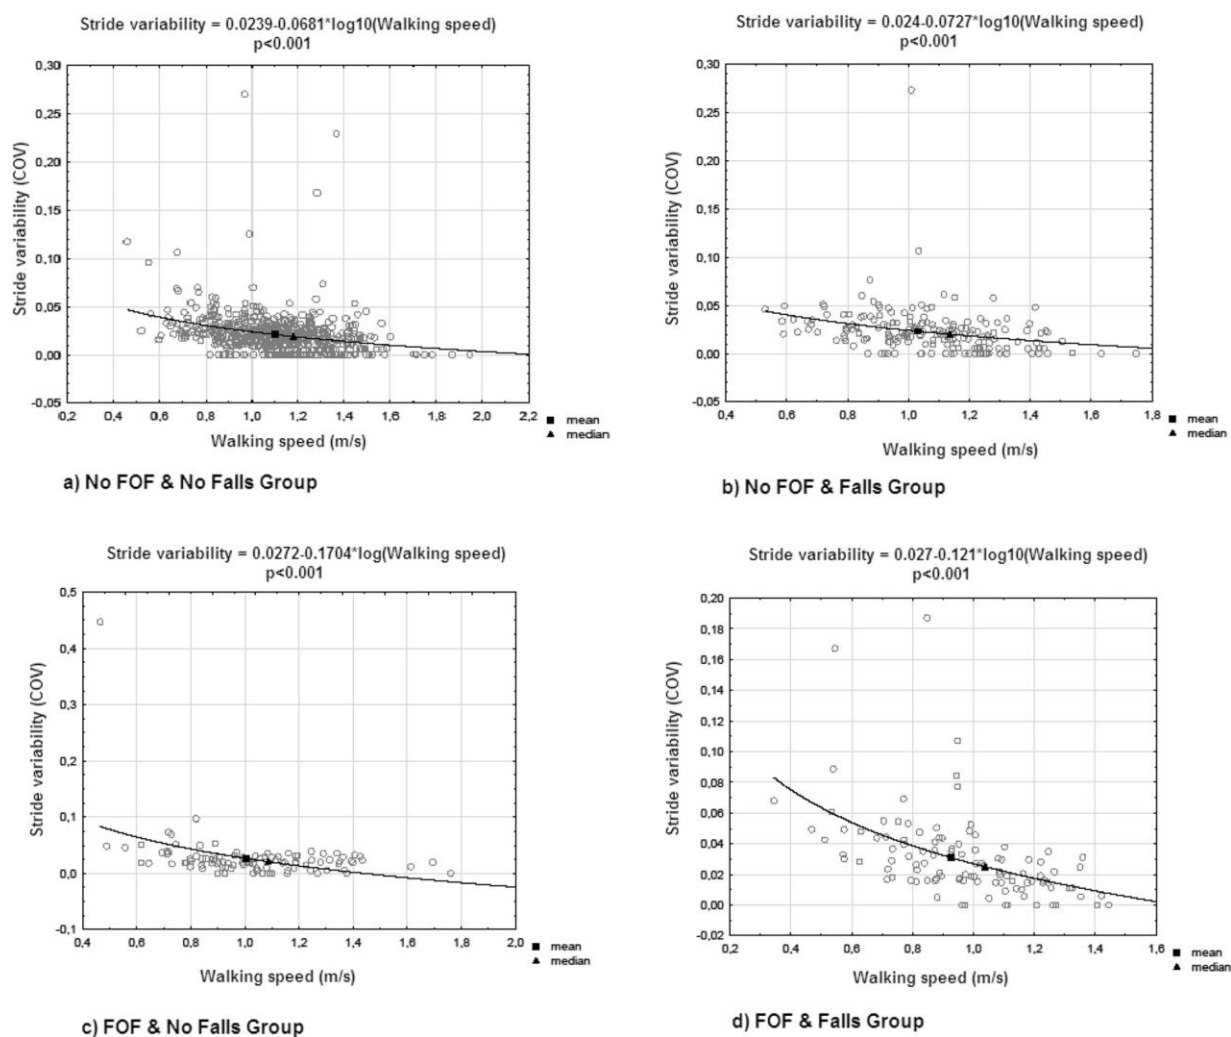 Stride variability = 0.0239-0.0681*log10(Walking speed)
p<0.001
0,30
0,25
0,20
0,15
0,10
0,05
0,00
-0,05
Stride variability (COV)
0,2 0,4 0,6 0,8 1,0 1,2 1,4 1,6 1,8 2,0 2,2
Walking speed (m/s)
■ mean
▲ median
a) No FOF & No Falls Group
Stride variability = 0.024-0.0727*log10(Walking speed)
p<0.001
0,30
0,25
0,20
0,15
0,10
0,05
0,00
-0,05
Stride variability (COV)
0,4 0,6 0,8 1,0 1,2 1,4 1,6 1,8
Walking speed (m/s)
■ mean
▲ median
b) No FOF & Falls Group
Stride variability = 0.0272-0.1704*log(Walking speed)
p<0.001
0,5
0,4
0,3
0,2
0,1
0,0
-0,1
Stride variability (COV)
0,4 0,6 0,8 1,0 1,2 1,4 1,6 1,8 2,0
Walking speed (m/s)
■ mean
▲ median
c) FOF & No Falls Group
Stride variability = 0.027-0.121*log10(Walking speed)
p<0.001
0,20
0,18
0,16
0,14
0,12
0,10
0,08
0,06
0,04
0,02
0,00
-0,02
Stride variability (COV)
0,2 0,4 0,6 0,8 1,0 1,2 1,4 1,6
Walking speed (m/s)
■ mean
▲ median
d) FOF & Falls Group